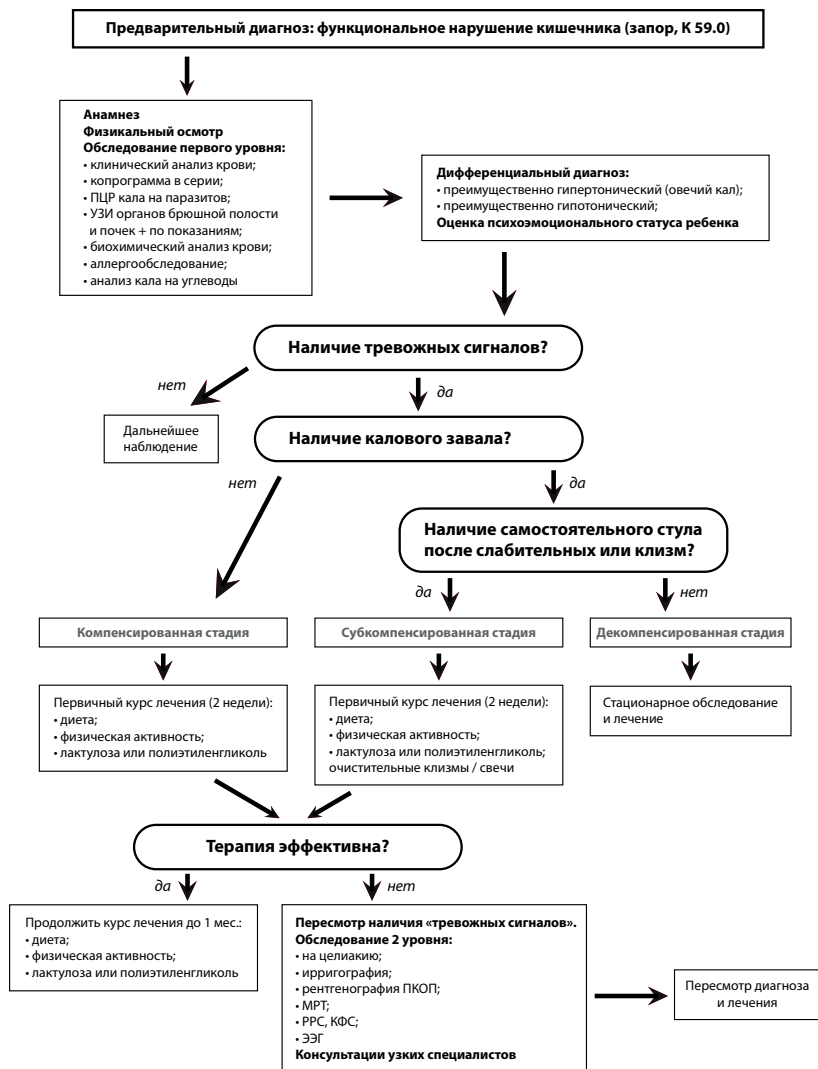 Предварительный диагноз: функциональное нарушение кишечника (запор, К 59.0)
Анамнез
Физикальный осмотр
Обследование первого уровня:
• клинический анализ крови;
• копрограмма в серии;
• ПЦР кала на паразитов;
• УЗИ органов брюшной полости
и почек + по показаниям;
• биохимический анализ крови;
• аллергообследование;
• анализ кала на углеводы
Дифференциальный диагноз:
• преимущественно гипертонический (овечий кал);
• преимущественно гипотонический;
Оценка психоэмоционального статуса ребенка
Наличие тревожных сигналов?
нет
да
Дальнейшее
наблюдение
Наличие калового завала?
нет
да
Наличие самостоятельного стула
после слабительных или клизм?
да
нет
Компенсированная стадия
Субкомпенсированная стадия
Декомпенсированная стадия
Первичный курс лечения (2 недели):
• диета;
• физическая активность;
• лактулоза или полиэтиленгликоль
Первичный курс лечения (2 недели):
• диета;
• физическая активность;
• лактулоза или полиэтиленгликоль;
очистительные клизмы / свечи
Стационарное обследование
и лечение
Терапия эффективна?
да
нет
Продолжить курс лечения до 1 мес.:
• диета;
• физическая активность;
• лактулоза или полиэтиленгликоль
Пересмотр наличия «тревожных сигналов».
Обследование 2 уровня:
• на целиакию;
• ирригография;
• рентгенография ПКОП;
• МРТ;
• РРС, КФС;
• ЭЭГ
Консультации узких специалистов
Пересмотр диагноза
и лечения